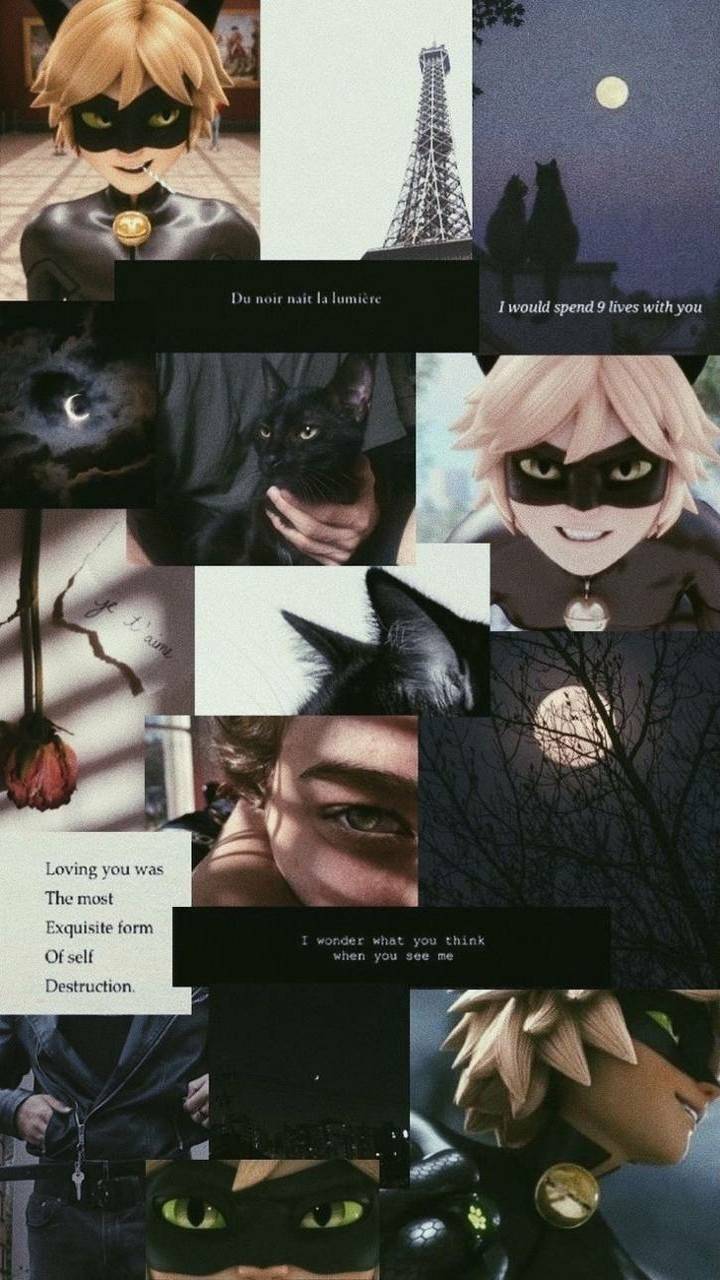 Du noir naît la lumière
I would spend 9 lives with you
je t'aime
Loving you was
The most
Exquisite form
Of self
Destruction.
I wonder what you think
when you see me